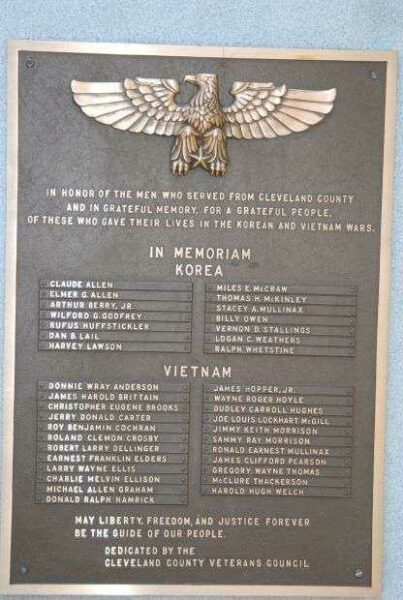 IN HONOR OF THE MEN WHO SERVED FROM CLEVELAND COUNTY
AND IN GRATEFUL MEMORY, FOR A GRATEFUL PEOPLE,
OF THESE WHO GAVE THEIR LIVES IN THE KOREAN AND VIETNAM WARS.
IN MEMORIAM
KOREA
CLAUDE ALLEN
ELMER G. ALLEN
ARTHUR BERRY, JR.
WILFORD G. GODFREY
RUFUS HUFFSTICKLER
DAN B. LAIL
HARVEY LAWSON
MILES E. McCRAW
THOMAS H. McKINLEY
STACEY A. MULLINAX
BILLY OWEN
VERNON D. STALLINGS
LOGAN C. WEATHERS
RALPH WHETSTINE
VIETNAM
DONNIE WRAY ANDERSON
JAMES HAROLD BRITTAIN
CHRISTOPHER EUGENE BROOKS
JERRY DONALD CARTER
ROY BENJAMIN COCHRAN
ROLAND CLEMON CROSBY
ROBERT LARRY DELLINGER
EARNEST FRANKLIN ELDERS
LARRY WAYNE ELLIS
CHARLIE MELVIN ELLISON
MICHAEL ALLEN GRAHAM
DONALD RALPH HAMRICK
JAMES HOPPER, JR.
WAYNE ROGER HOYLE
DUDLEY CARROLL HUGHES
JOE LOUIS LOCKHART McGILL
JIMMY KEITH MORRISON
SAMMY RAY MORRISON
RONALD EARNEST MULLINAX
JAMES CLIFFORD PEARSON
GREGORY WAYNE THOMAS
McCLURE THACKERSON
HAROLD HUGH WELCH
MAY LIBERTY, FREEDOM, AND JUSTICE FOREVER
BE THE GUIDE OF OUR PEOPLE.
DEDICATED BY THE
CLEVELAND COUNTY VETERANS COUNCIL